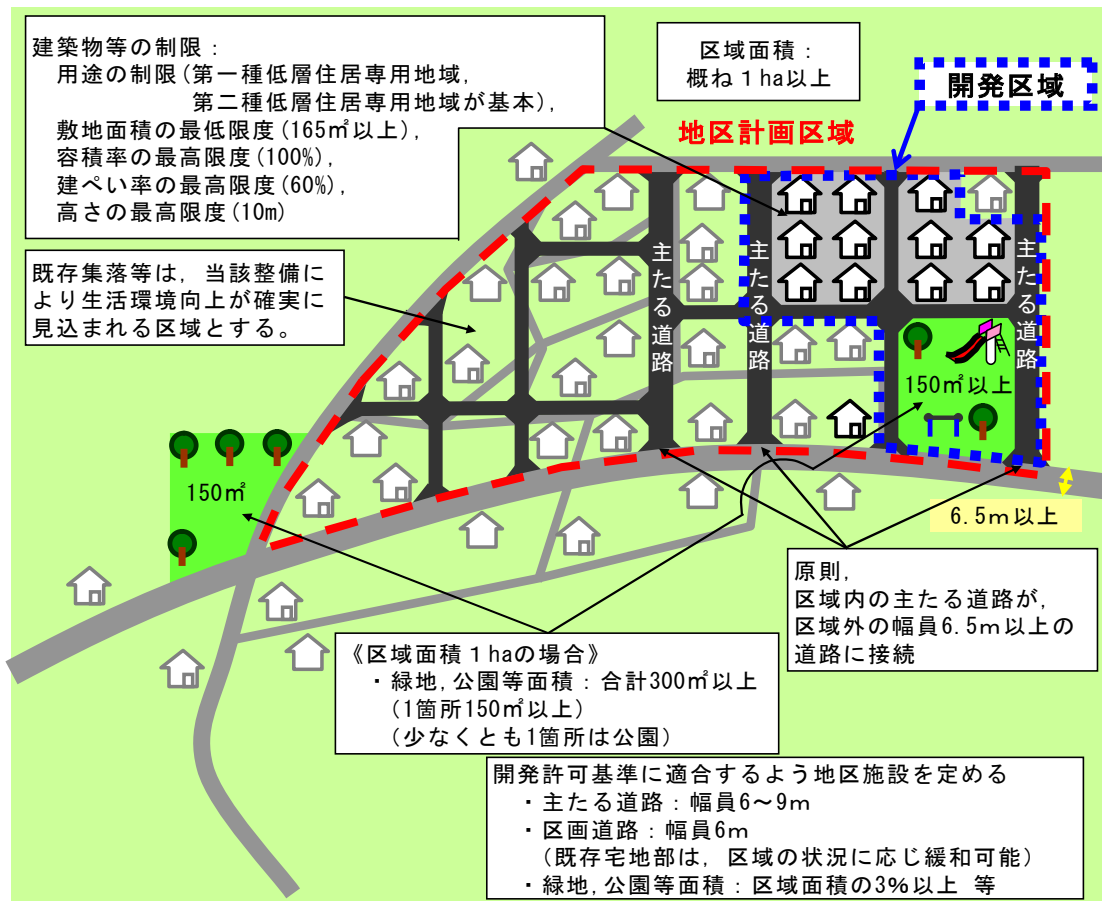 建築物等の制限：
用途の制限(第一種低層住居専用地域,
第二種低層住居専用地域が基本),
敷地面積の最低限度(165㎡以上),
容積率の最高限度(100%),
建ぺい率の最高限度(60%),
高さの最高限度(10m)
区域面積：
概ね1ha以上
開発区域
地区計画区域
既存集落等は，当該整備に
より生活環境向上が確実に
見込まれる区域とする。
主たる道路
主たる道路
主たる道路
150㎡以上
150㎡
6.5m以上
原則,
区域内の主たる道路が,
区域外の幅員6.5m以上の
道路に接続
《区域面積1haの場合》
・緑地,公園等面積：合計300㎡以上
(1箇所150㎡以上)
(少なくとも1箇所は公園)
開発許可基準に適合するよう地区施設を定める
・主たる道路：幅員6～9m
・区画道路：幅員6m
(既存宅地部は，区域の状況に応じ緩和可能)
・緑地,公園等面積：区域面積の3%以上 等